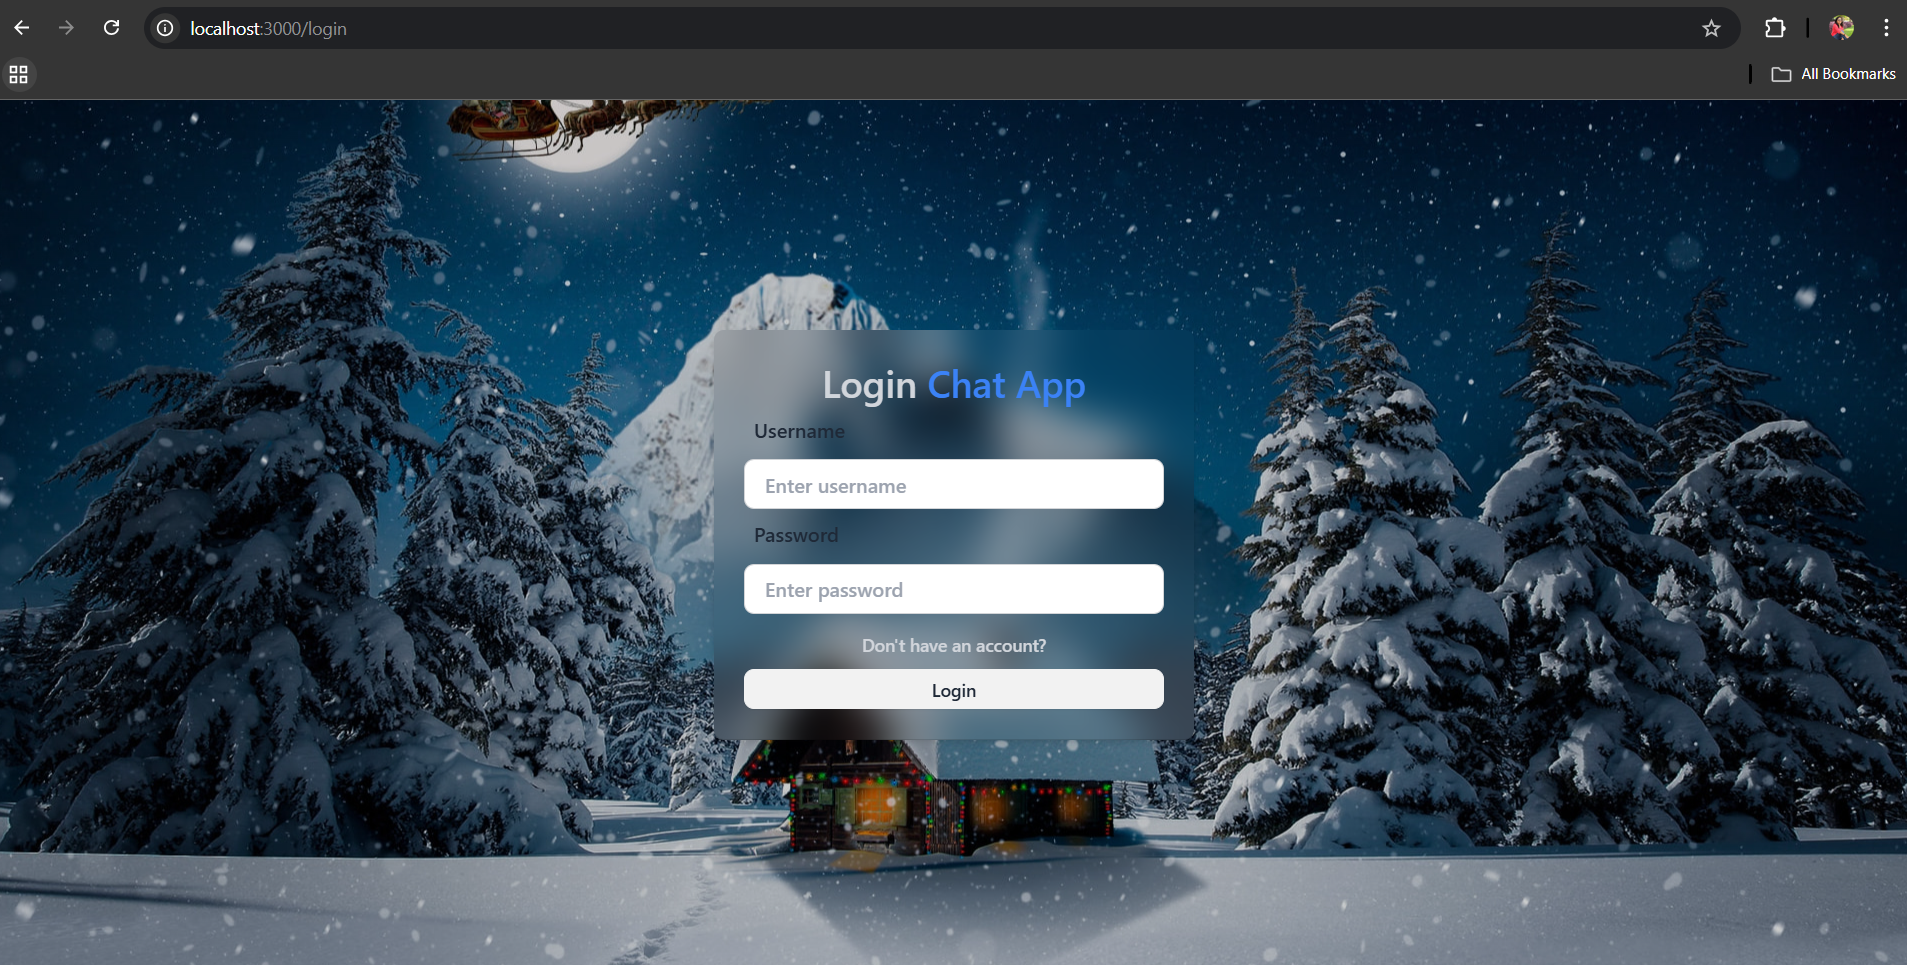 localhost:3000/login
All Bookmarks
Login Chat App
Username
Enter username
Password
Enter password
Don't have an account?
Login